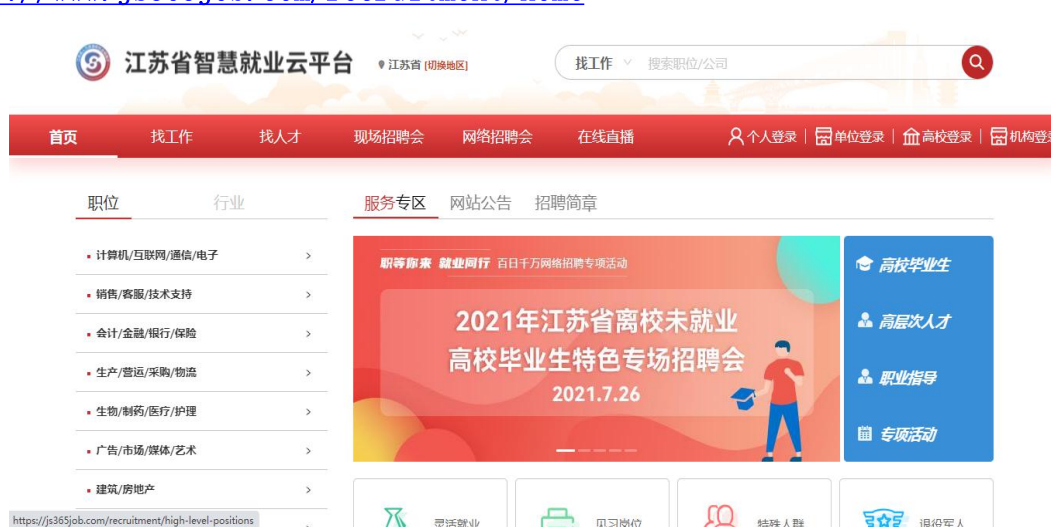 江苏省智慧就业云平台 江苏省 [切换地区] 找工作 搜索职位/公司
首页 找工作 找人才 现场招聘会 网络招聘会 在线直播 个人登录 单位登录 高校登录 机构登录
职位 行业 服务专区 网站公告 招聘简章
计算机/互联网/通信/电子
销售/客服/技术支持
会计/金融/银行/保险
生产/营运/采购/物流
生物/制药/医疗/护理
广告/市场/媒体/艺术
建筑/房地产
职等你来 就业同行 百日千万网络招聘专项活动
2021年江苏省离校未就业
高校毕业生特色专场招聘会
2021.7.26
高校毕业生
高层次人才
职业指导
专项活动
灵活就业 见习岗位 特殊人群 退役军人
https://js365job.com/recruitment/high-level-positions